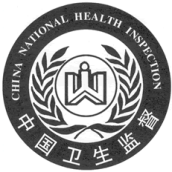 CHINA NATIONAL HEALTH INSPECTION
中国卫生监督